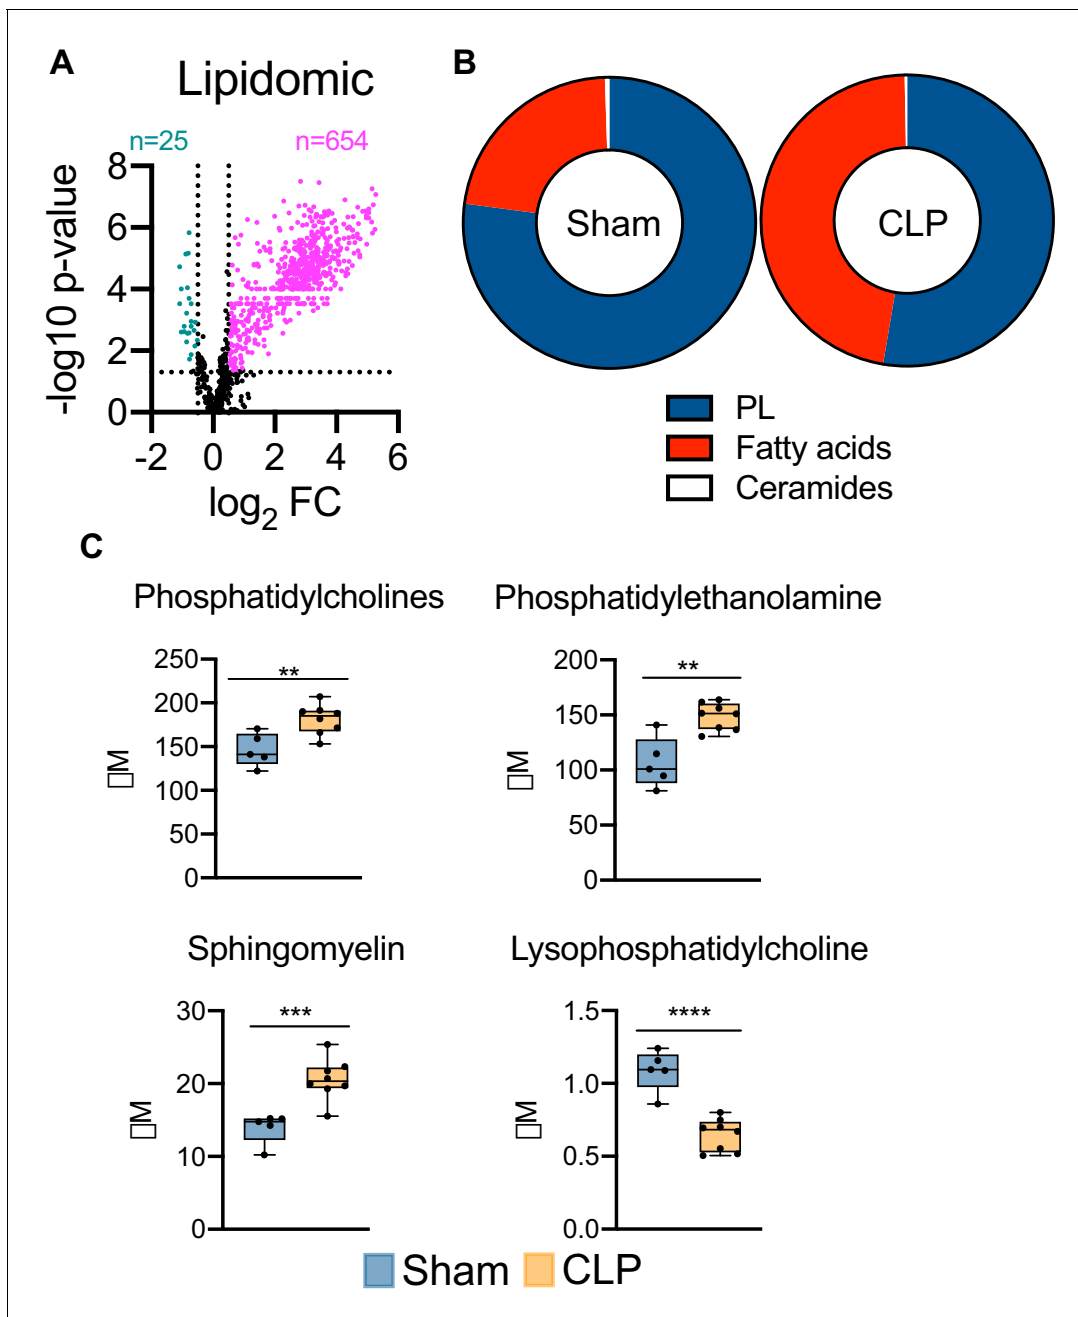 A
Lipidomic
n=25
n=654
-log10 p-value
8
6
4
2
0
-2
0
2
4
6
log2 FC
B
Sham
CLP
PL
Fatty acids
Ceramides
C
Phosphatidylcholines
**
250
200
150
100
50
0
□M
Phosphatidylethanolamine
**
200
150
100
50
0
□M
Sphingomyelin
***
30
20
10
0
□M
Lysophosphatidylcholine
****
1.5
1.0
0.5
0.0
□M
Sham
CLP